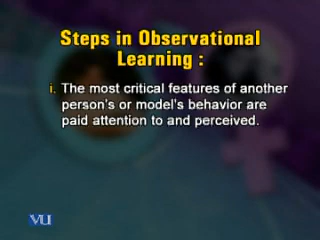 Steps in Observational
Learning :
i. The most critical features of another
person's or model's behavior are
paid attention to and perceived.
VU